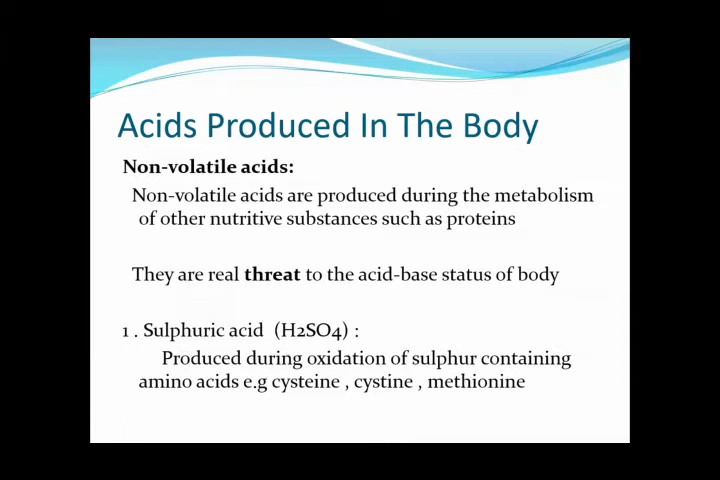 Acids Produced In The Body
Non-volatile acids:
Non-volatile acids are produced during the metabolism
of other nutritive substances such as proteins
They are real threat to the acid-base status of body
1 . Sulphuric acid (H2SO4) :
Produced during oxidation of sulphur containing
amino acids e.g cysteine , cystine , methionine